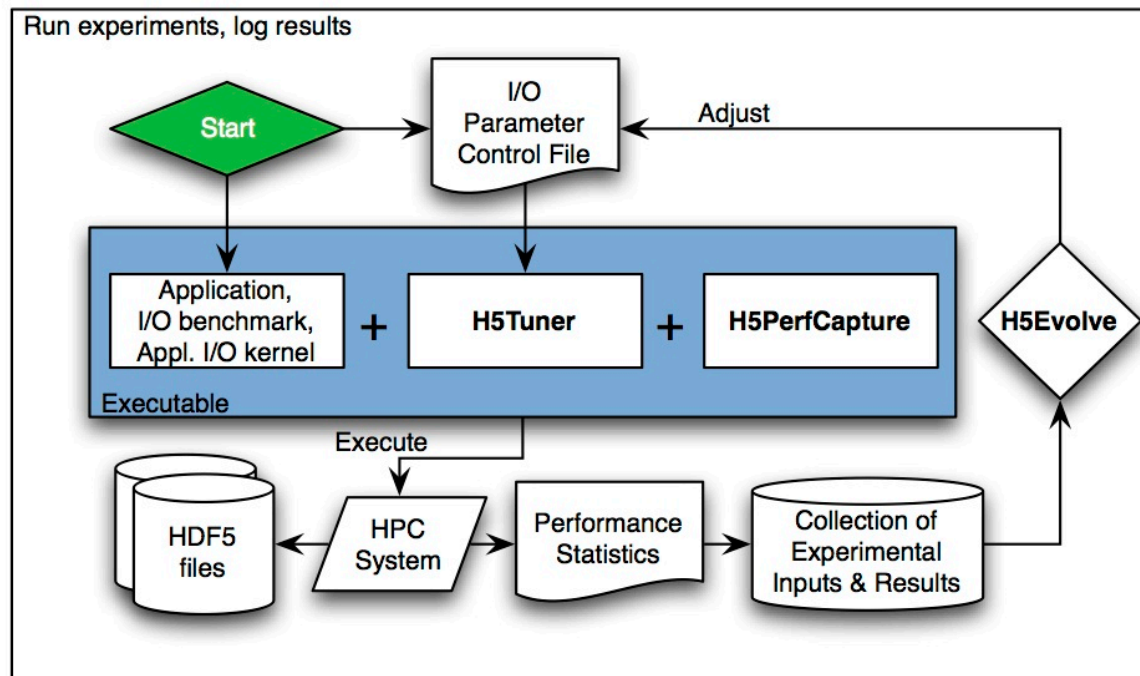 Run experiments, log results
Start
I/O
Parameter
Control File
Adjust
Application,
I/O benchmark,
Appl. I/O kernel
+
H5Tuner
+
H5PerfCapture
H5Evolve
Executable
Execute
HDF5
files
HPC
System
Performance
Statistics
Collection of
Experimental
Inputs & Results